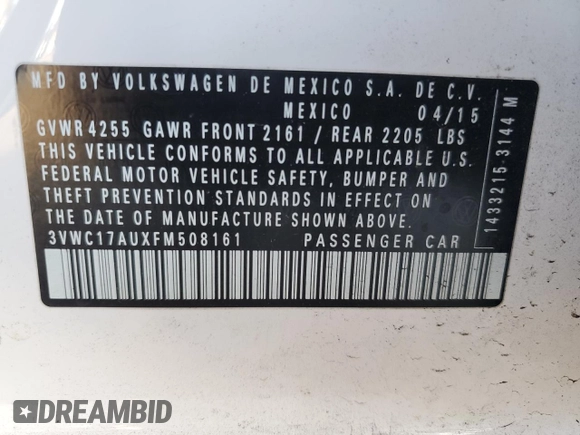 MFD BY VOLKSWAGEN DE MEXICO S.A. DE C.V.
MEXICO 04/15
GVWR 4255 GAWR FRONT 2161 / REAR 2205 LBS
THIS VEHICLE CONFORMS TO ALL APPLICABLE U.S.
FEDERAL MOTOR VEHICLE SAFETY, BUMPER AND
THEFT PREVENTION STANDARDS IN EFFECT ON
THE DATE OF MANUFACTURE SHOWN ABOVE.
3VWC17AUXFM508161 PASSENGER CAR
1433215-3144 M
DREAMBID